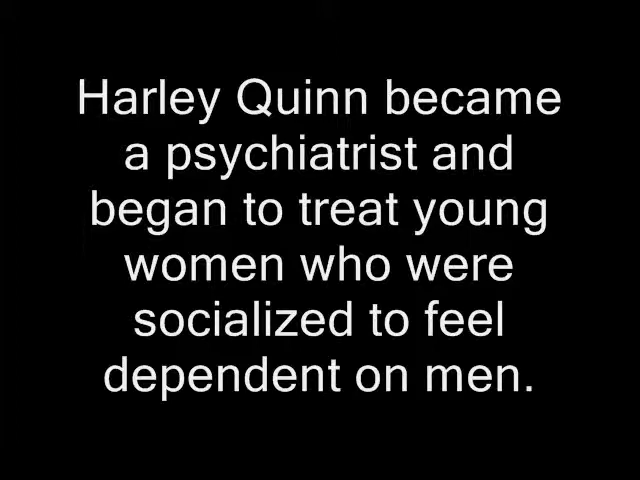 Harley Quinn became
a psychiatrist and
began to treat young
women who were
socialized to feel
dependent on men.